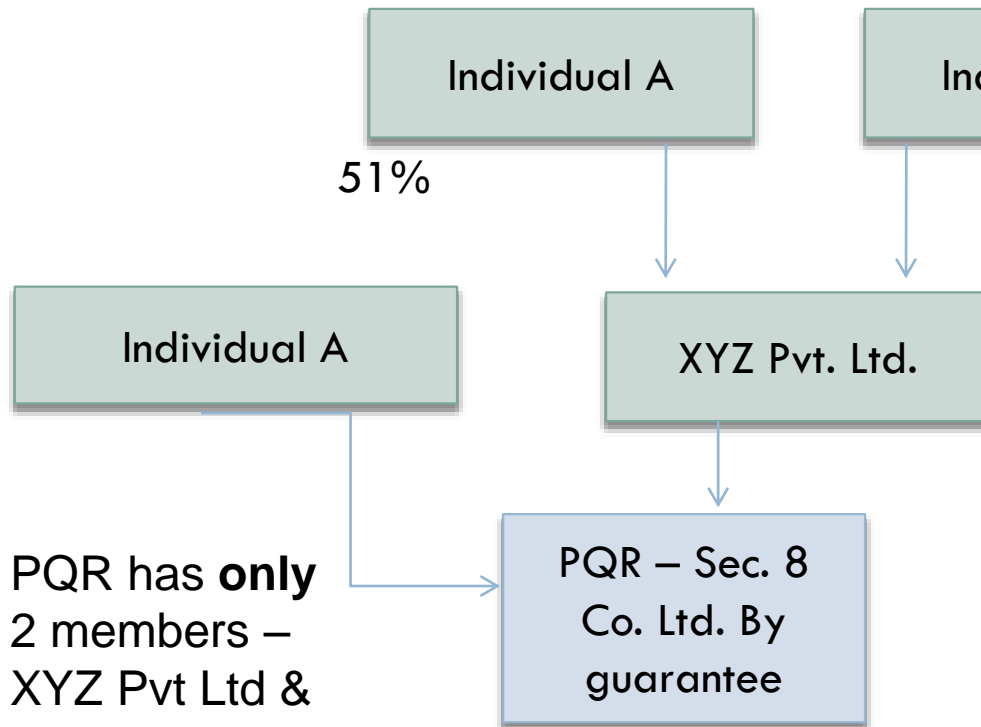 Individual A
51%
Individual A
XYZ Pvt. Ltd.
PQR has only
2 members –
XYZ Pvt Ltd &
PQR – Sec. 8
Co. Ltd. By
guarantee